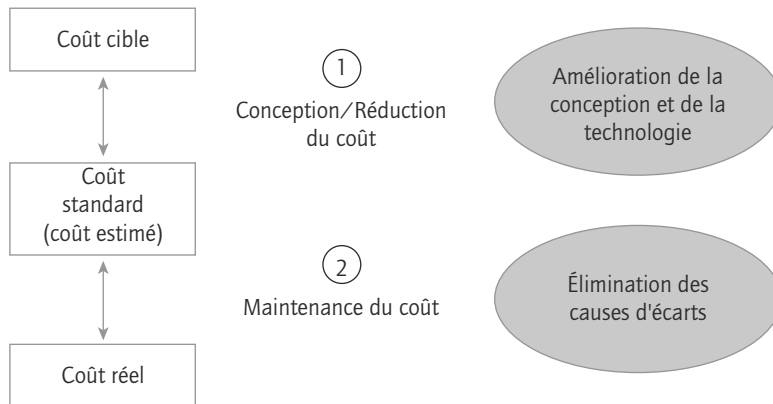 Coût cible
1
Conception/Réduction
du coût
Amélioration de la
conception et de la
technologie
Coût
standard
(coût estimé)
2
Maintenance du coût
Élimination des
causes d'écarts
Coût réel